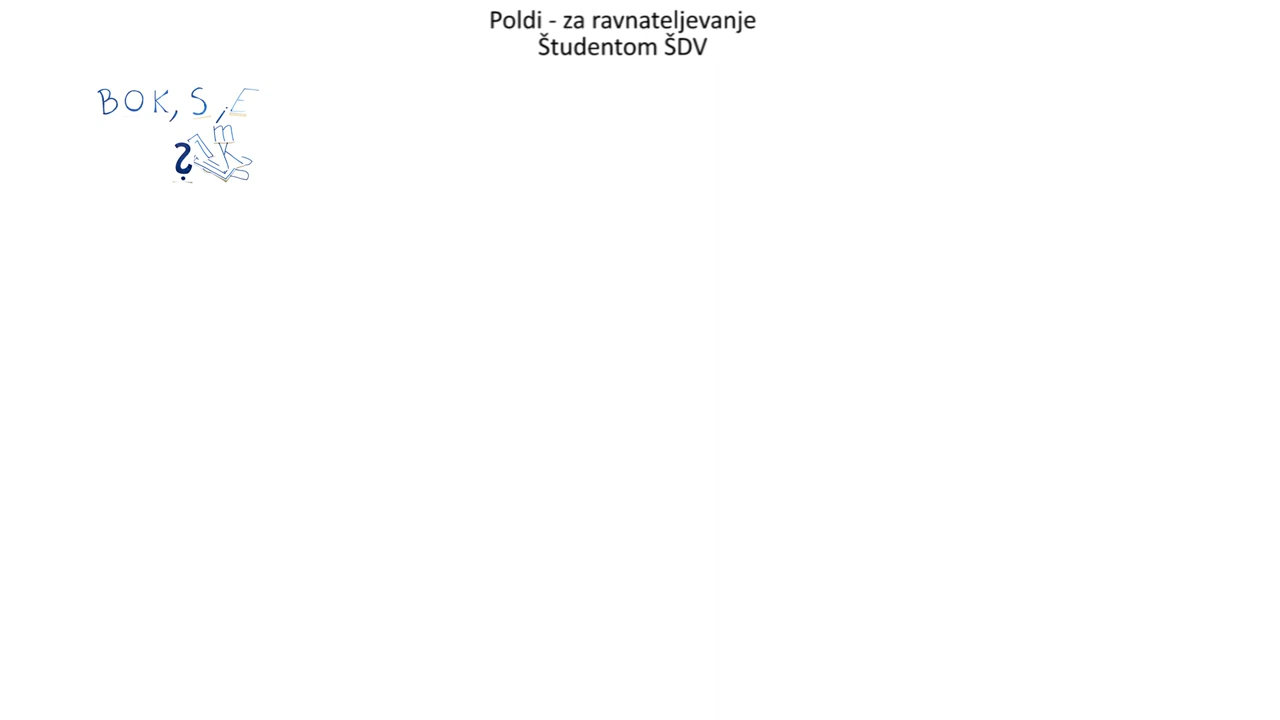 Poldi - za ravnateljevanje
Študentom ŠDV
BOK, S, E
m
?